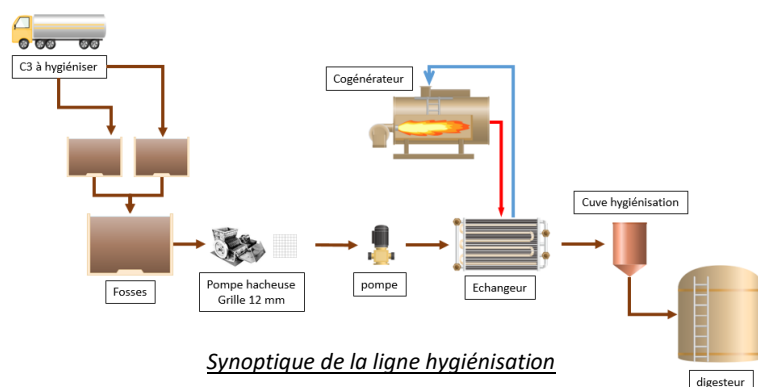 C3 à hygiéniser
Cogénérateur
Cuve hygiénisation
Fosses
Pompe hacheuse
Grille 12 mm
pompe
Echangeur
digesteur
Synoptique de la ligne hygiénisation